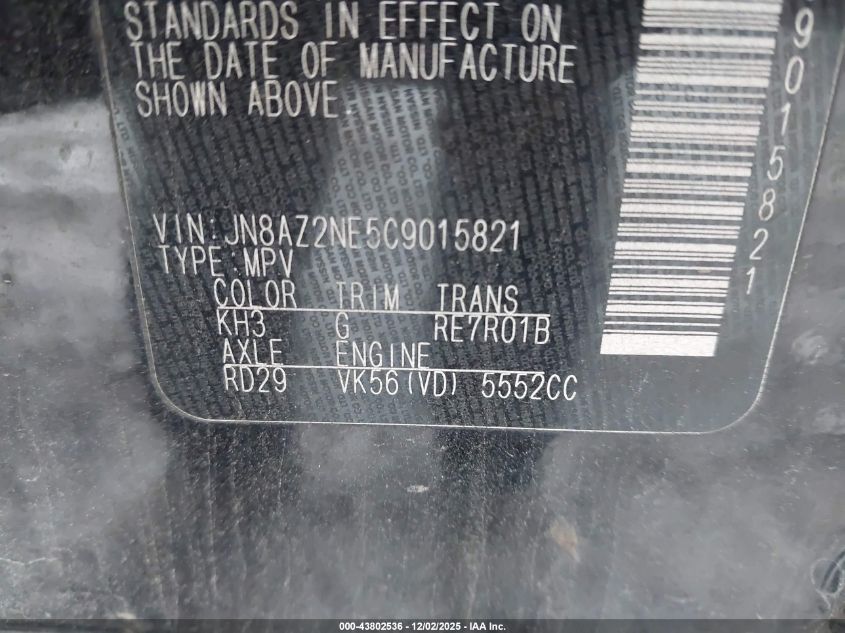 STANDARDS IN EFFECT ON
THE DATE OF MANUFACTURE
SHOWN ABOVE.
VIN:JN8AZ2NE5C9015821
TYPE:MPV
COLOR TRIM TRANS
KH3 G RE7R01B
AXLE ENGINE
RD29 VK56(VD) 5552CC
9015821
000-43802536 - 12/02/2025 - IAA Inc.